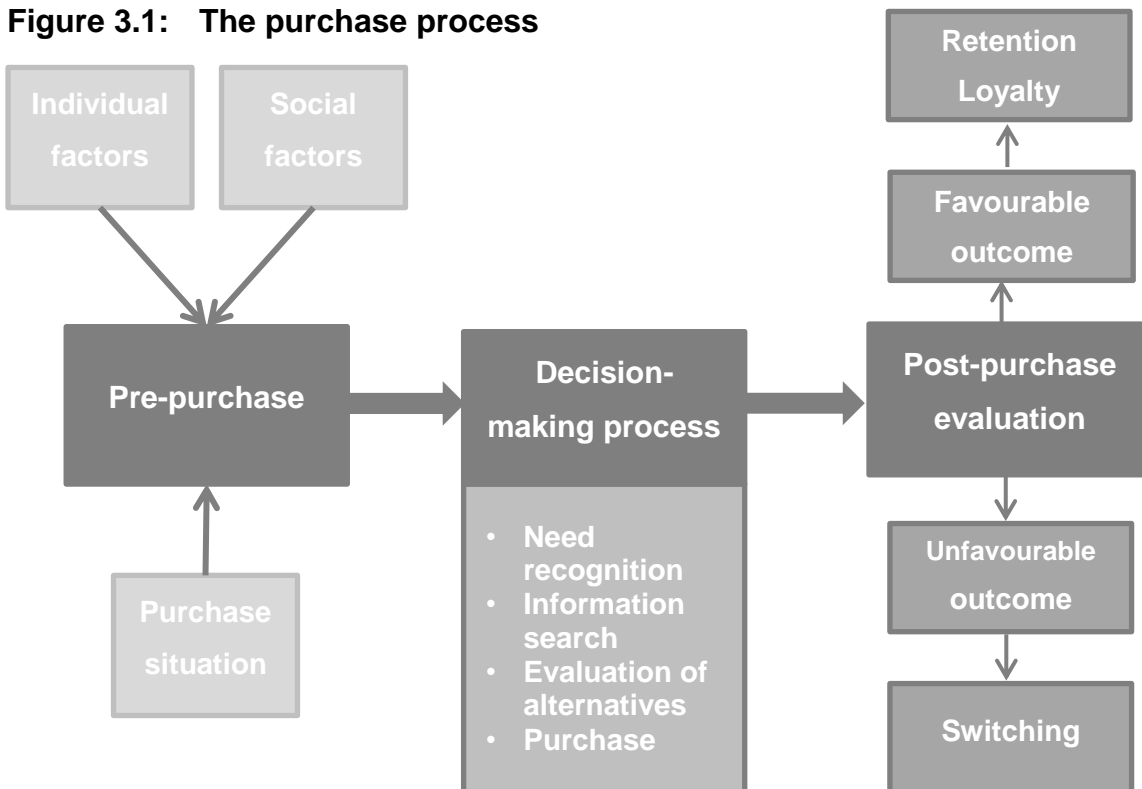 Figure 3.1: The purchase process
Individual
factors
Social
factors
Purchase
situation
Pre-purchase
Decision-
making process
• Need
recognition
• Information
search
• Evaluation of
alternatives
• Purchase
Retention
Loyalty
Favourable
outcome
Post-purchase
evaluation
Unfavourable
outcome
Switching